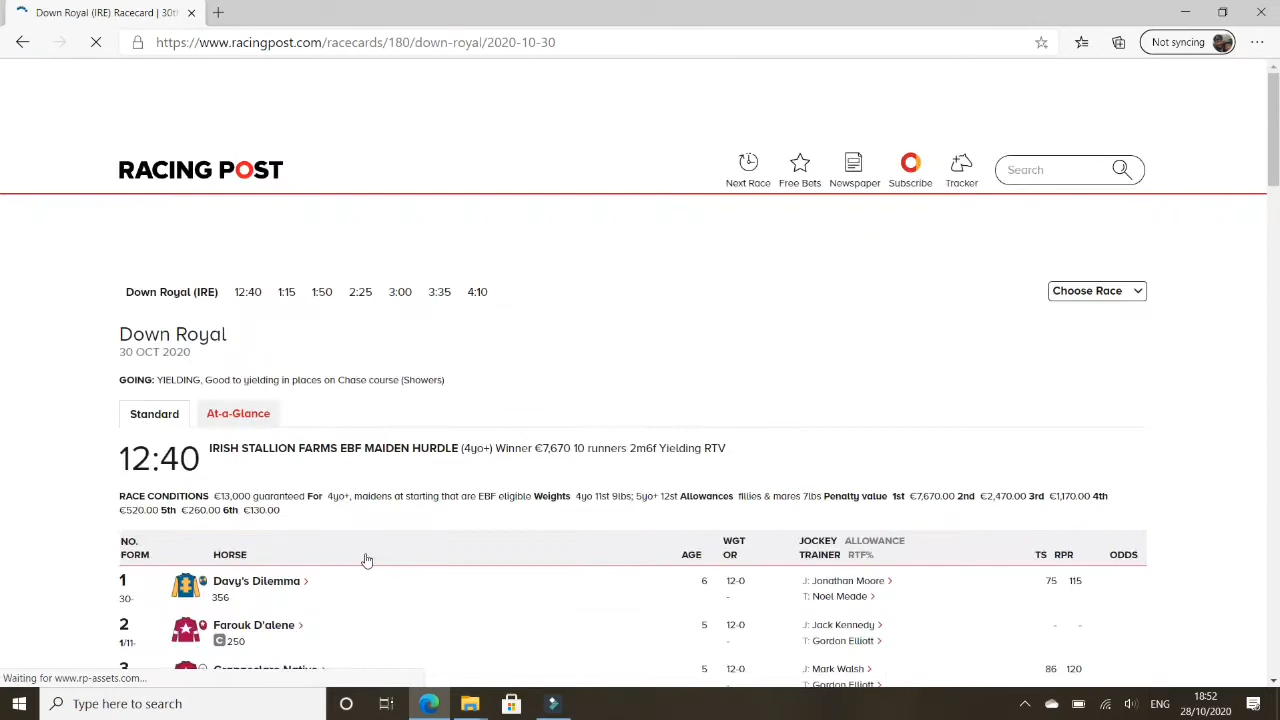 Down Royal (IRE) Racecard | 30th
https://www.racingpost.com/racecards/180/down-royal/2020-10-30
Not syncing
RACING POST
Next Race Free Bets Newspaper Subscribe Tracker
Search
Down Royal (IRE) 12:40 1:15 1:50 2:25 3:00 3:35 4:10
Choose Race
Down Royal
30 OCT 2020
GOING: YIELDING, Good to yielding in places on Chase course (Showers)
Standard At-a-Glance
12:40 IRISH STALLION FARMS EBF MAIDEN HURDLE (4yo+) Winner €7,670 10 runners 2m6f Yielding RTV
RACE CONDITIONS €13,000 guaranteed For 4yo+, maidens at starting that are EBF eligible Weights 4yo 11st 9lbs; 5yo+ 12st Allowances fillies & mares 7lbs Penalty value 1st €7,670.00 2nd €2,470.00 3rd €1,170.00 4th
€520.00 5th €260.00 6th €130.00
NO. WGT JOCKEY ALLOWANCE
FORM HORSE AGE OR TRAINER RTF% TS RPR ODDS
1 Davy's Dilemma 6 12-0 J: Jonathan Moore 75 115
30- 356 - T: Noel Meade
2 Farouk D'alene 5 12-0 J: Jack Kennedy - -
1/11- C 250 - T: Gordon Elliott
3 5 12-0 J: Mark Walsh 86 120
T: Gordon Elliott
Waiting for www.rp-assets.com...
Type here to search
ENG
18:52
28/10/2020